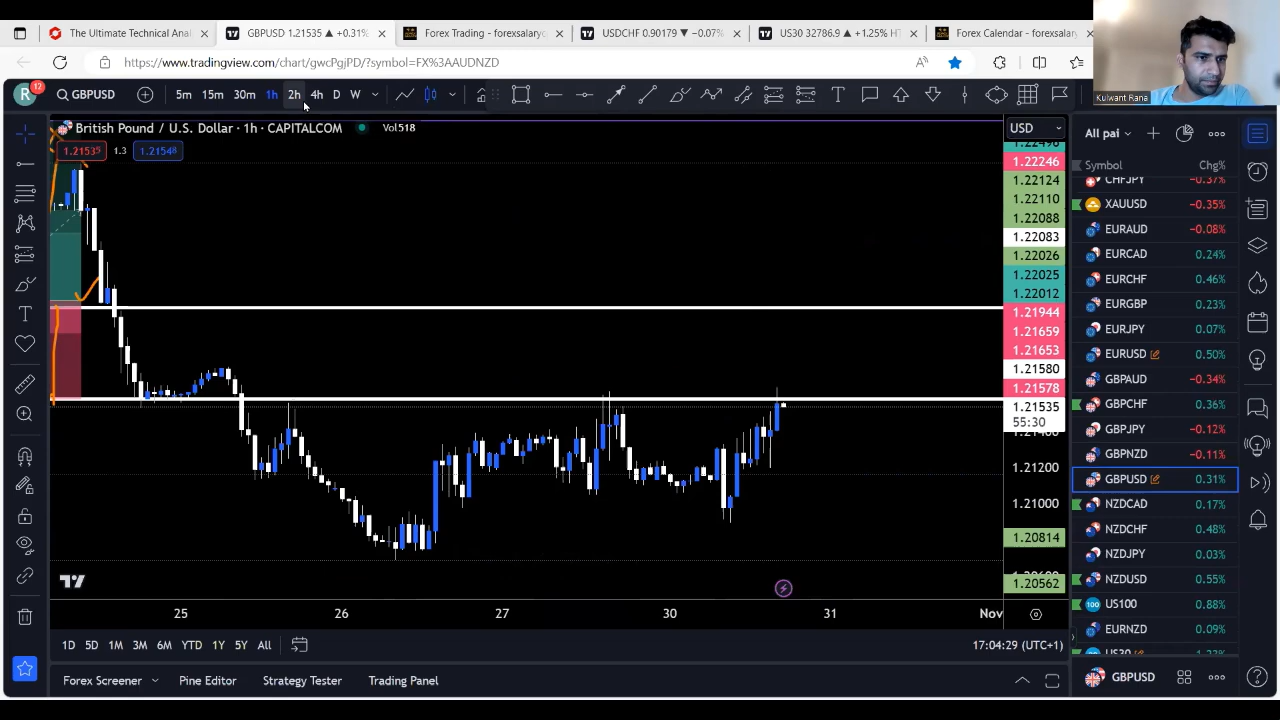 The Ultimate Technical Anal
GBPUSD 1.21535 ▲ +0.31%
Forex Trading - forexsalary
USDCHF 0.90179 ▼ −0.07%
US30 32786.9 ▲ +1.25%
Forex Calendar - forexsalary
https://www.tradingview.com/chart/gwcPgjPD/?symbol=FX%3AAUDNZD
Kulwant Rana
R
12
GBPUSD
5m 15m 30m 1h 2h 4h D W
British Pound / U.S. Dollar · 1h · CAPITALCOM
Vol518
1.21535
1.3
1.21548
USD
1.22246
1.22124
1.22110
1.22088
1.22083
1.22026
1.22025
1.22012
1.21944
1.21659
1.21653
1.21580
1.21578
1.21535
55:30
1.21200
1.21000
1.20814
1.20562
25 26 27 30 31 Nov
1D 5D 1M 3M 6M YTD 1Y 5Y All
17:04:29 (UTC+1)
Forex Screener
Pine Editor
Strategy Tester
Trading Panel
All pai
Symbol Chg%
CHFJPY −0.37%
XAUUSD −0.35%
EURAUD −0.08%
EURCAD 0.24%
EURCHF 0.46%
EURGBP 0.23%
EURJPY 0.07%
EURUSD 0.50%
GBPAUD −0.34%
GBPCHF 0.36%
GBPJPY −0.12%
GBPNZD −0.11%
GBPUSD 0.31%
NZDCAD 0.17%
NZDCHF 0.48%
NZDJPY 0.03%
NZDUSD 0.55%
US100 0.88%
EURNZD 0.09%
US30
GBPUSD